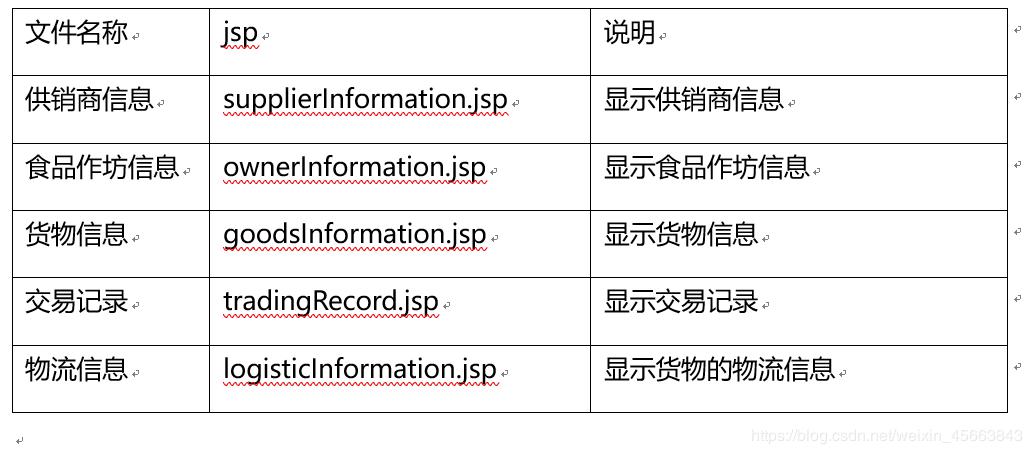 文件名称 jsp 说明
供销商信息 supplierInformation.jsp 显示供销商信息
食品作坊信息 ownerInformation.jsp 显示食品作坊信息
货物信息 goodsInformation.jsp 显示货物信息
交易记录 tradingRecord.jsp 显示交易记录
物流信息 logisticInformation.jsp 显示货物的物流信息
https://blog.csdn.net/weixin_45663843